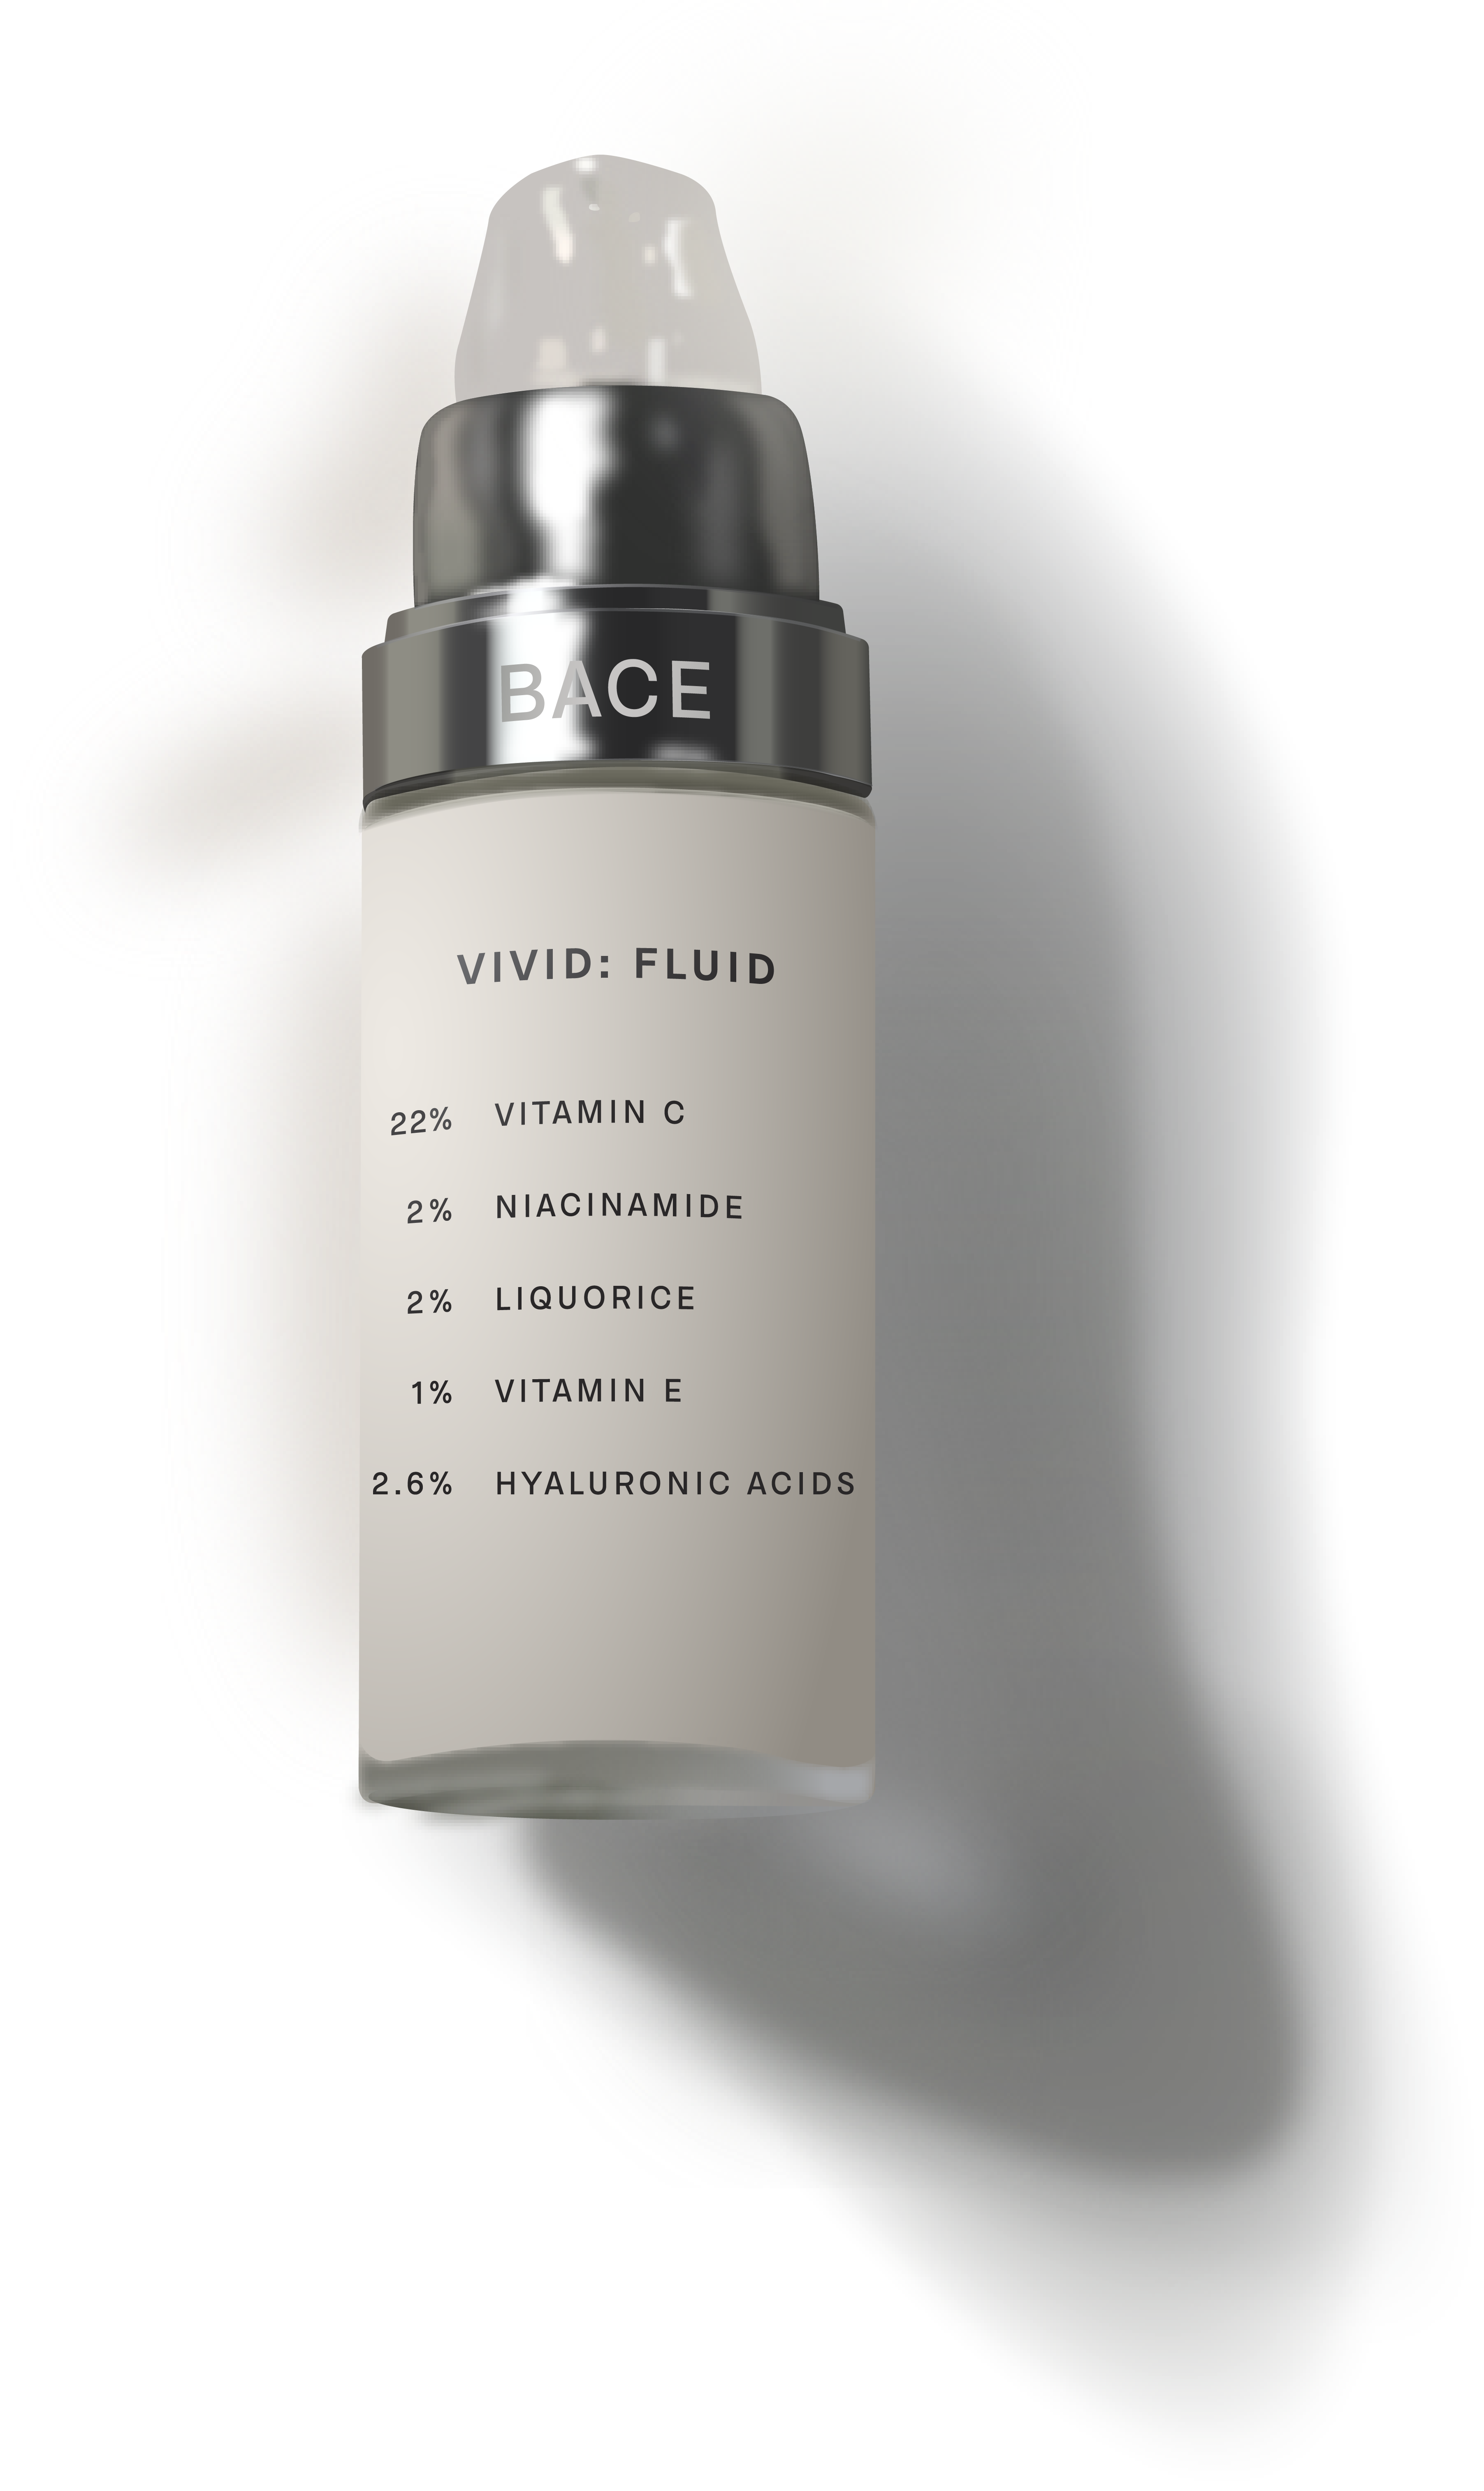 BACE
VIVID: FLUID
22% VITAMIN C
2% NIACINAMIDE
2% LIQUORICE
1% VITAMIN E
2.6% HYALURONIC ACIDS